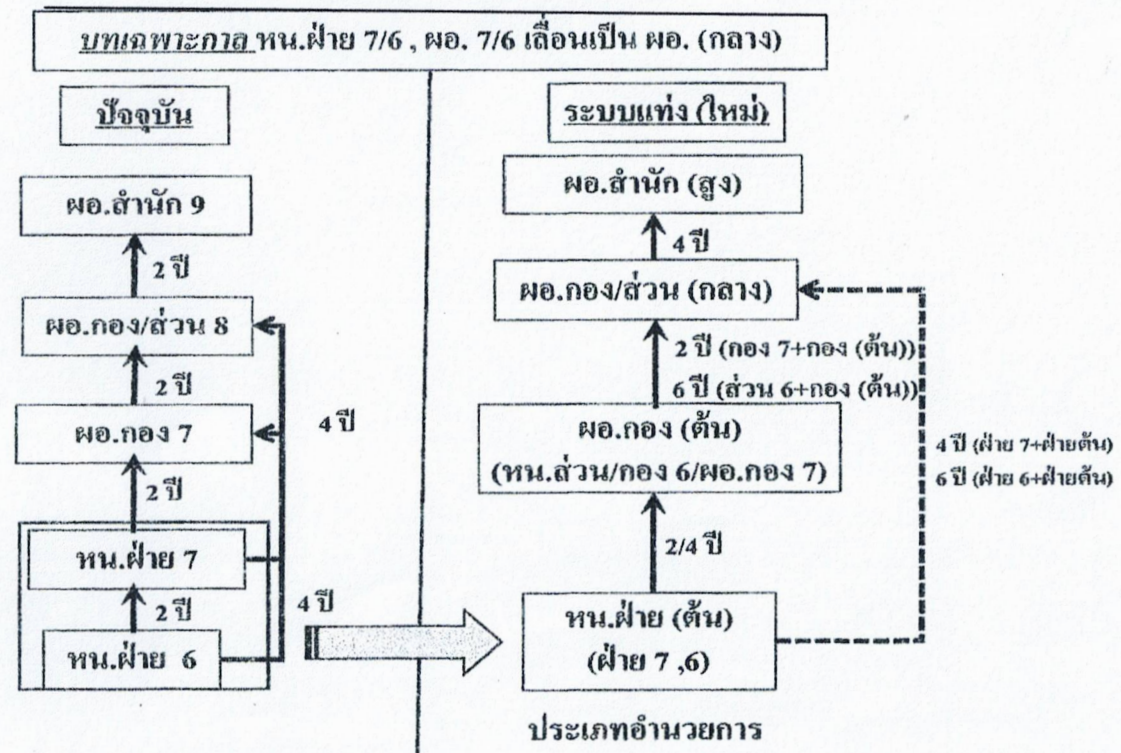 บทเฉพาะกาล หน.ฝ่าย 7/6 , ผอ. 7/6 เลื่อนเป็น ผอ. (กลาง)
ปัจจุบัน
ผอ.สำนัก 9
2 ปี
ผอ.กอง/ส่วน 8
2 ปี
ผอ.กอง 7
4 ปี
2 ปี
หน.ฝ่าย 7
2 ปี
หน.ฝ่าย 6
4 ปี
ระบบแท่ง (ใหม่)
ผอ.สำนัก (สูง)
4 ปี
ผอ.กอง/ส่วน (กลาง)
2 ปี (กอง 7+กอง (ต้น))
6 ปี (ส่วน 6+กอง (ต้น))
ผอ.กอง (ต้น)
(หน.ส่วน/กอง 6/ผอ.กอง 7)
4 ปี (ฝ่าย 7+ฝ่ายต้น)
6 ปี (ฝ่าย 6+ฝ่ายต้น)
2/4 ปี
หน.ฝ่าย (ต้น)
(ฝ่าย 7 ,6)
ประเภทอำนวยการ